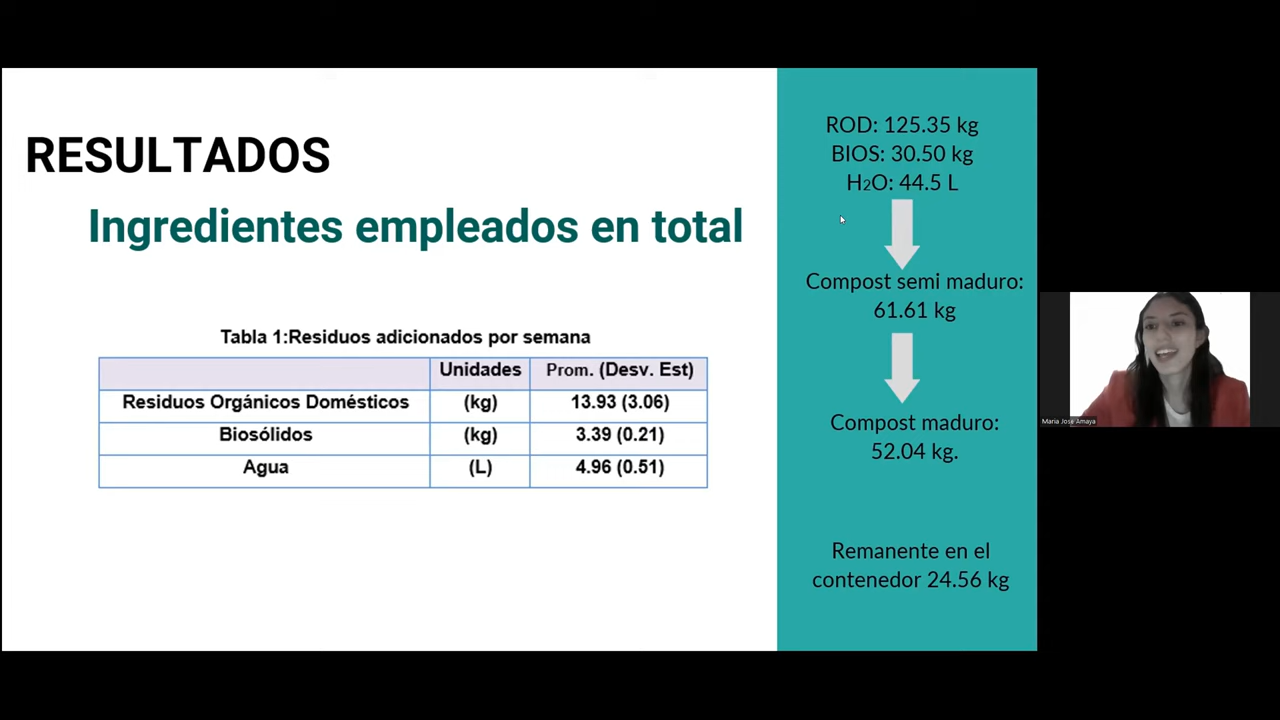 RESULTADOS
Ingredientes empleados en total
Tabla 1:Residuos adicionados por semana
Unidades Prom. (Desv. Est)
Residuos Orgánicos Domésticos (kg) 13.93 (3.06)
Biosólidos (kg) 3.39 (0.21)
Agua (L) 4.96 (0.51)
ROD: 125.35 kg
BIOS: 30.50 kg
H₂O: 44.5 L
Compost semi maduro:
61.61 kg
Compost maduro:
52.04 kg.
Remanente en el
contenedor 24.56 kg
Maria Jose Amaya